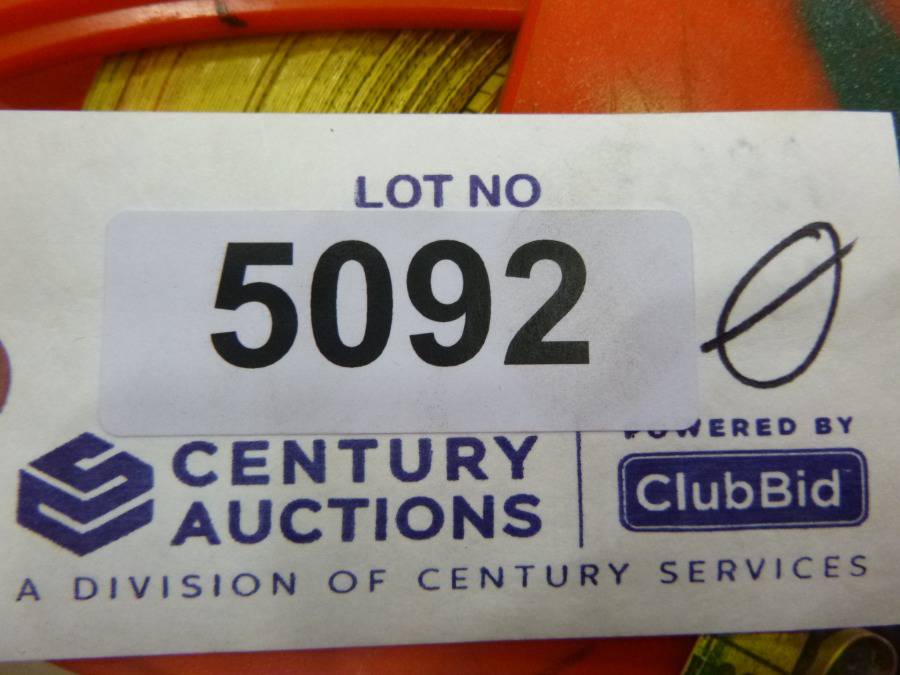 LOT NO
5092 Ø
CENTURY
AUCTIONS
POWERED BY
ClubBid
A DIVISION OF CENTURY SERVICES